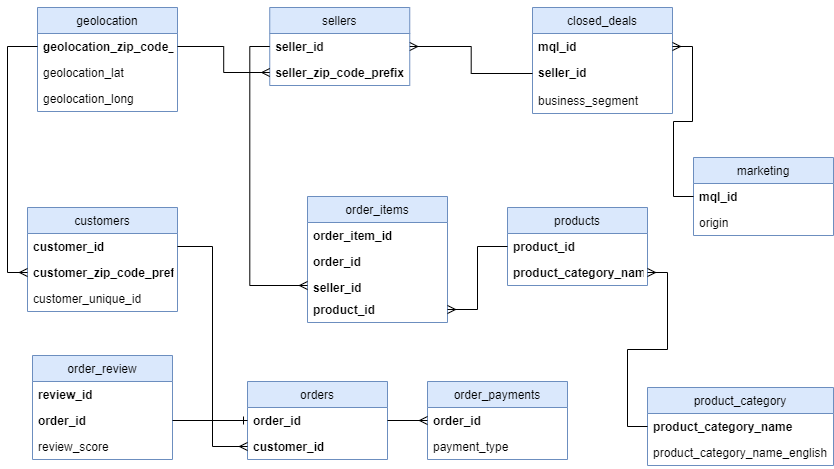 geolocation
geolocation_zip_code_
geolocation_lat
geolocation_long
sellers
seller_id
seller_zip_code_prefix
closed_deals
mql_id
seller_id
business_segment
marketing
mql_id
origin
customers
customer_id
customer_zip_code_pref
customer_unique_id
order_items
order_item_id
order_id
seller_id
product_id
products
product_id
product_category_nam
order_review
review_id
order_id
review_score
orders
order_id
customer_id
order_payments
order_id
payment_type
product_category
product_category_name
product_category_name_english